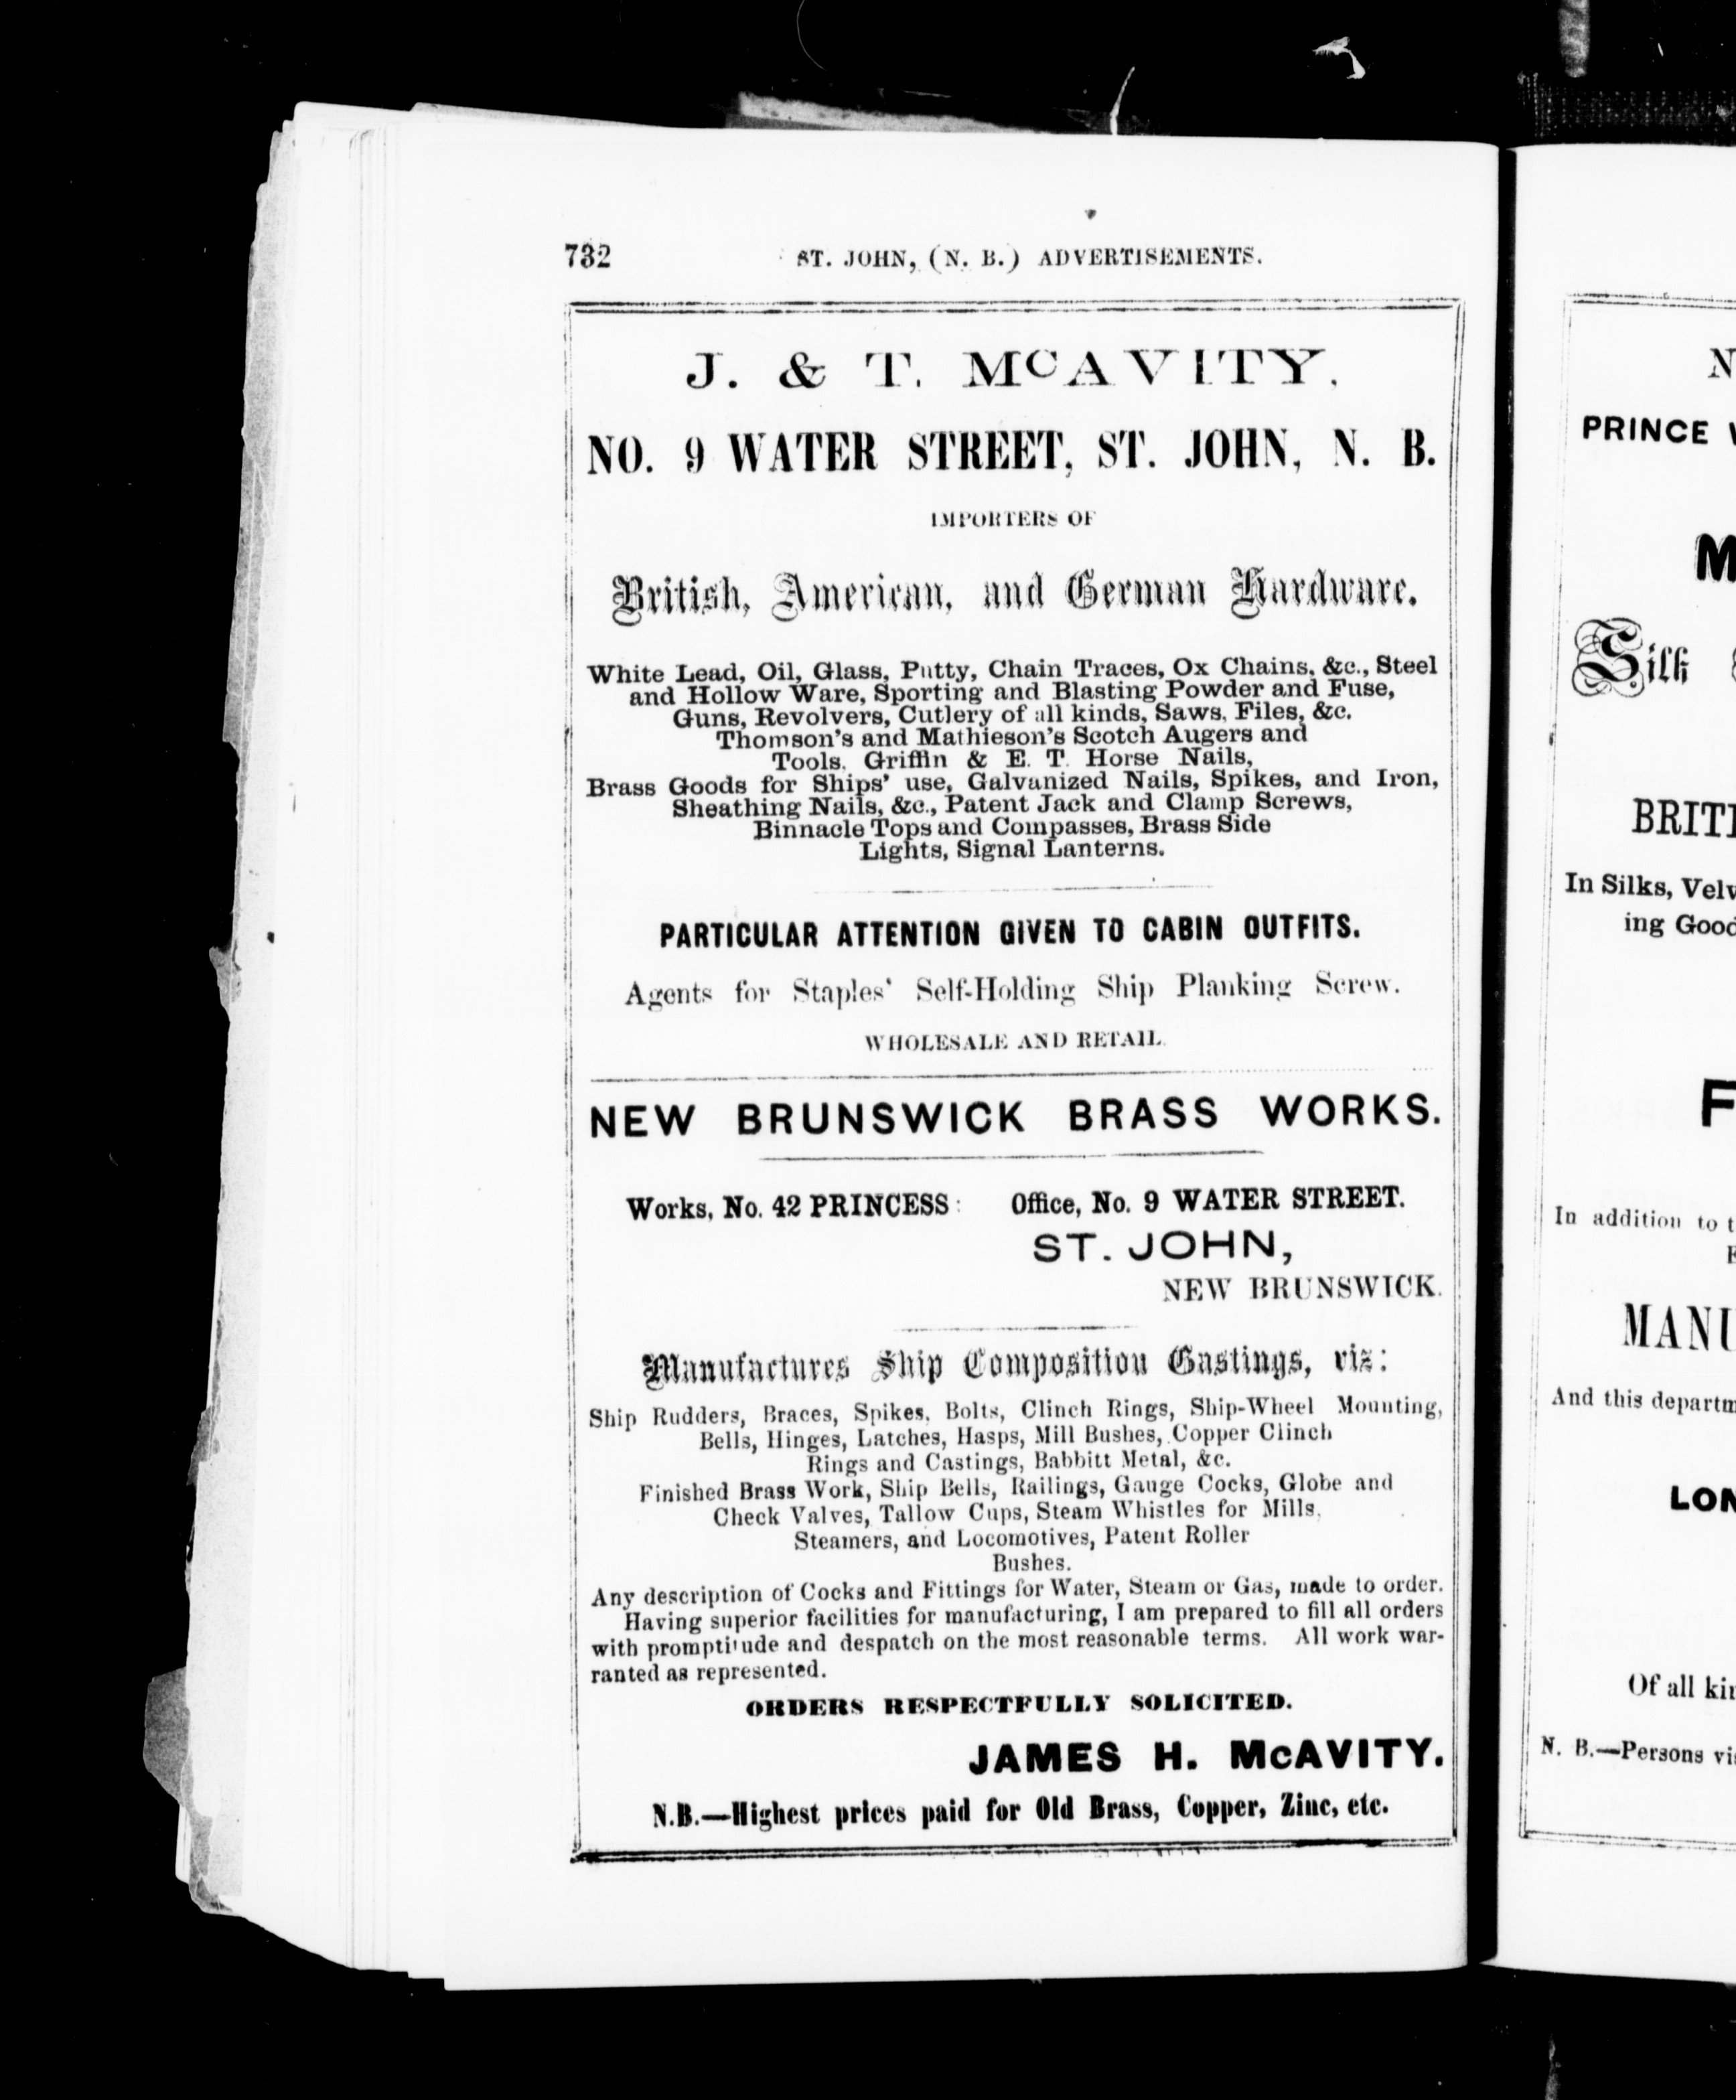 732 ST. JOHN, (N. B.) ADVERTISEMENTS.
J. & T. McAVITY,
NO. 9 WATER STREET, ST. JOHN, N. B.
IMPORTERS OF
British, American, and German Hardware.
White Lead, Oil, Glass, Putty, Chain Traces, Ox Chains, &c., Steel
and Hollow Ware, Sporting and Blasting Powder and Fuse,
Guns, Revolvers, Cutlery of all kinds, Saws, Files, &c.
Thomson's and Mathieson's Scotch Augers and
Tools. Griffin & E. T. Horse Nails,
Brass Goods for Ships' use, Galvanized Nails, Spikes, and Iron,
Sheathing Nails, &c., Patent Jack and Clamp Screws,
Binnacle Tops and Compasses, Brass Side
Lights, Signal Lanterns.
PARTICULAR ATTENTION GIVEN TO CABIN OUTFITS.
Agents for Staples' Self-Holding Ship Planking Screw.
WHOLESALE AND RETAIL.
NEW BRUNSWICK BRASS WORKS.
Works, No. 42 PRINCESS: Office, No. 9 WATER STREET.
ST. JOHN,
NEW BRUNSWICK.
Manufactures Ship Composition Castings, viz:
Ship Rudders, Braces, Spikes, Bolts, Clinch Rings, Ship-Wheel Mounting,
Bells, Hinges, Latches, Hasps, Mill Bushes, Copper Clinch
Rings and Castings, Babbitt Metal, &c.
Finished Brass Work, Ship Bells, Railings, Gauge Cocks, Globe and
Check Valves, Tallow Cups, Steam Whistles for Mills,
Steamers, and Locomotives, Patent Roller
Bushes.
Any description of Cocks and Fittings for Water, Steam or Gas, made to order.
Having superior facilities for manufacturing, I am prepared to fill all orders
with promptitude and despatch on the most reasonable terms. All work war-
ranted as represented.
ORDERS RESPECTFULLY SOLICITED.
JAMES H. McAVITY.
N.B.—Highest prices paid for Old Brass, Copper, Zinc, etc.
PRINCE
Silk
BRITI
In Silks, Velv
ing Good
F
In addition to t
MANU
And this departm
LON
Of all kin
N. B.—Persons vi